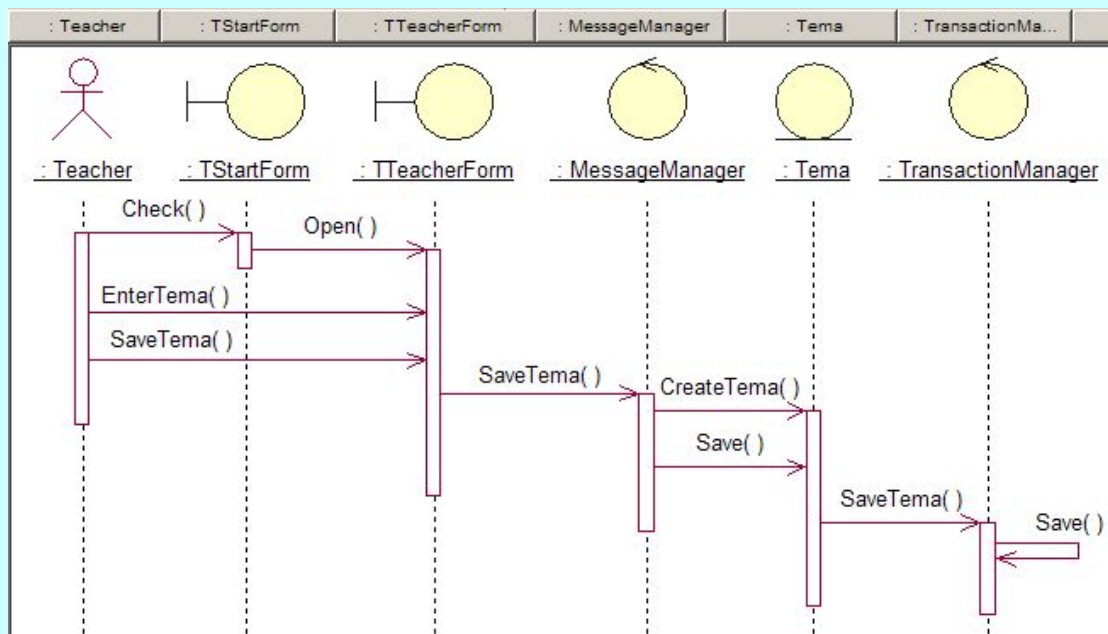 : Teacher
: TStartForm
: TTeacherForm
: MessageManager
: Tema
: TransactionMa...
: Teacher
: TStartForm
: TTeacherForm
: MessageManager
: Tema
: TransactionManager
Check( )
Open( )
EnterTema( )
SaveTema( )
SaveTema( )
CreateTema( )
Save( )
SaveTema( )
Save( )